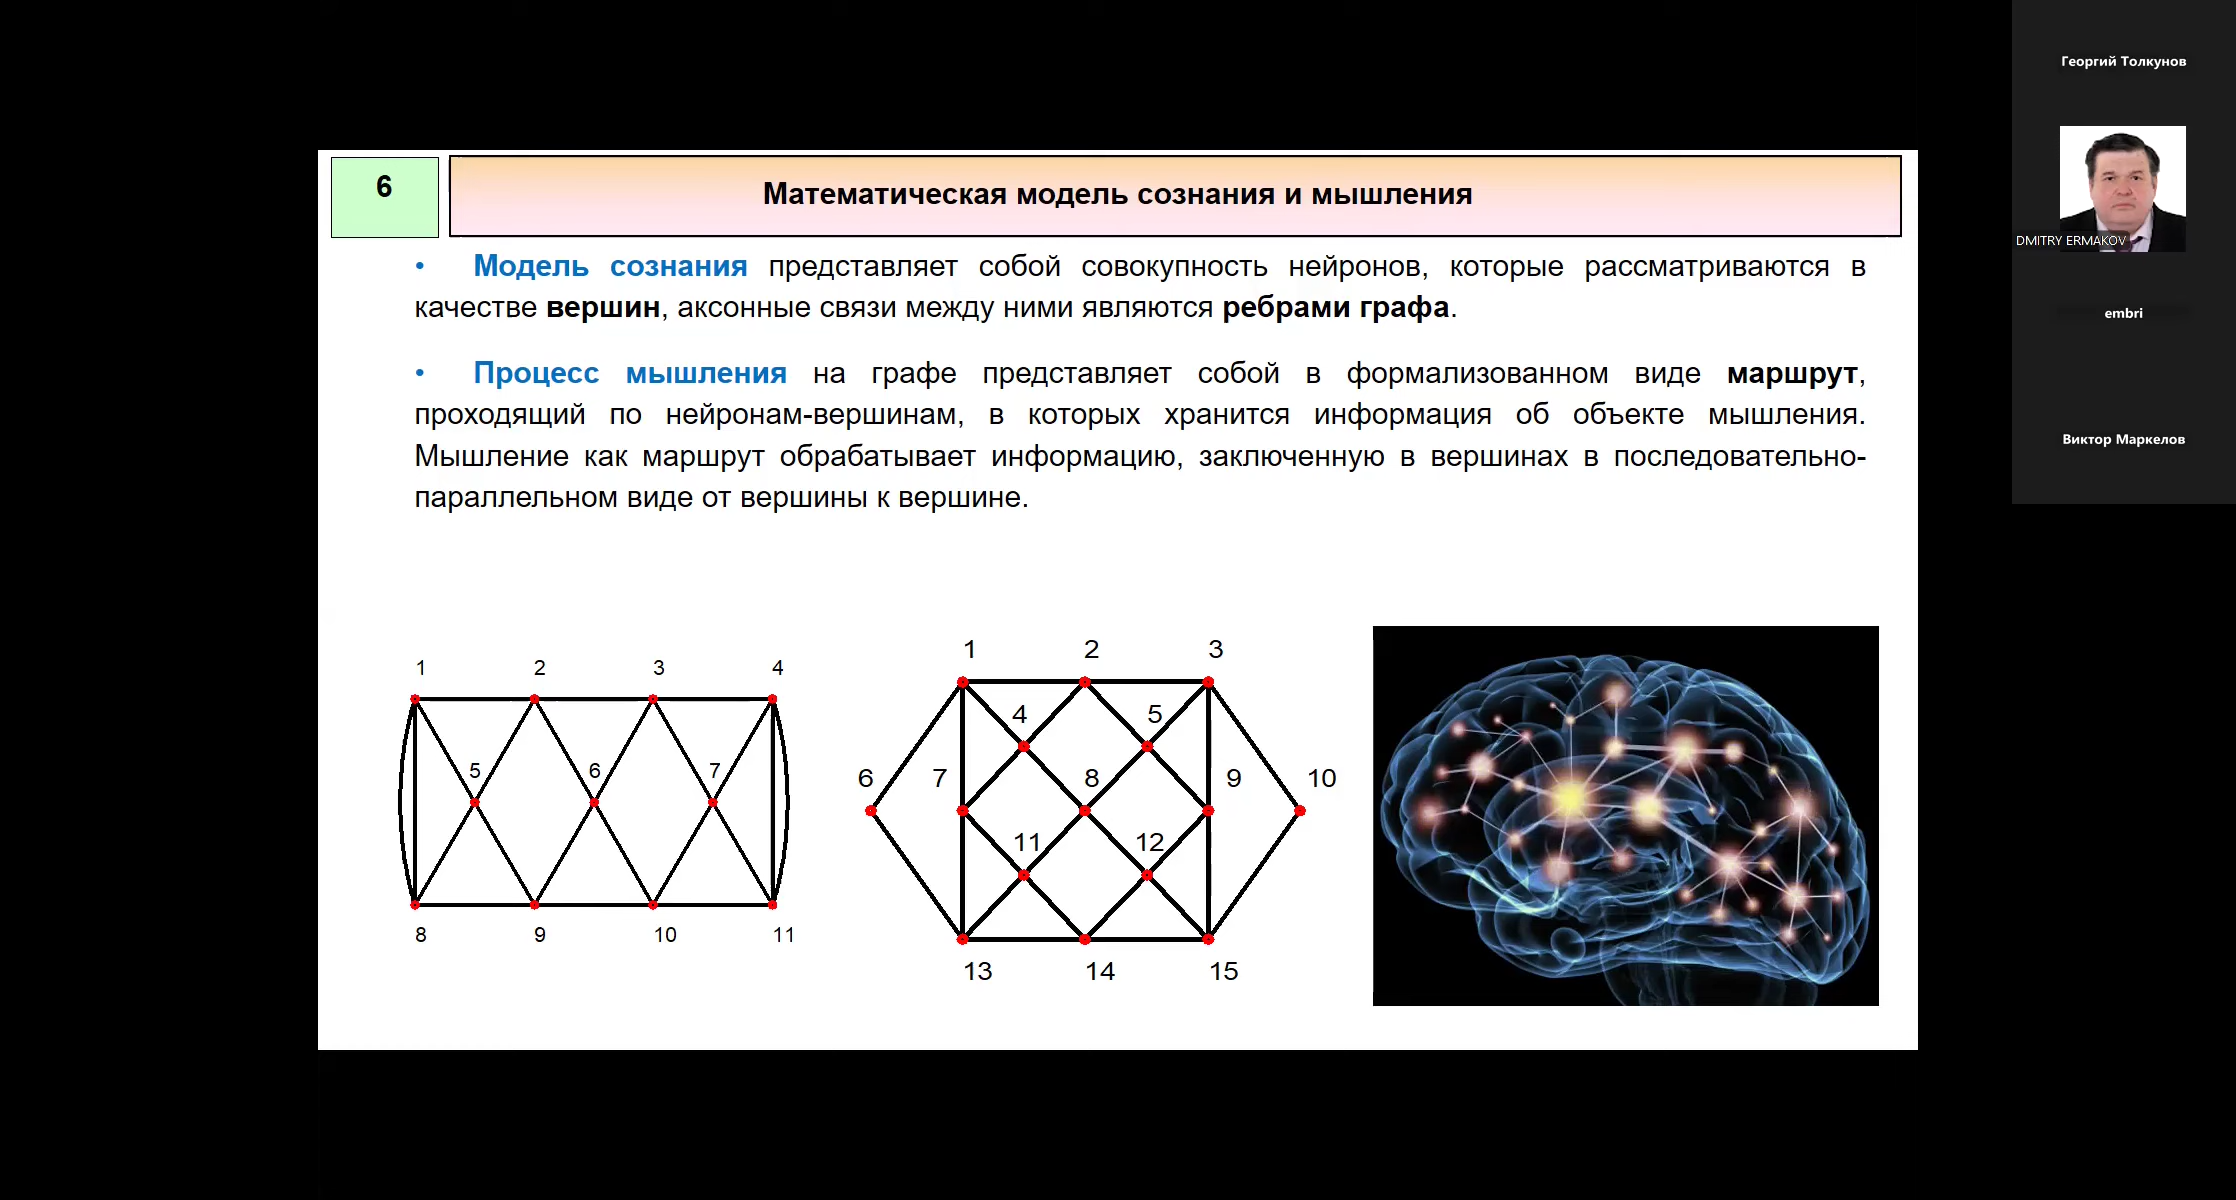 6
Математическая модель сознания и мышления
• Модель сознания представляет собой совокупность нейронов, которые рассматриваются в
качестве вершин, аксонные связи между ними являются ребрами графа.
• Процесс мышления на графе представляет собой в формализованном виде маршрут,
проходящий по нейронам-вершинам, в которых хранится информация об объекте мышления.
Мышление как маршрут обрабатывает информацию, заключенную в вершинах в последовательно-
параллельном виде от вершины к вершине.
1 2 3 4
5 6 7
8 9 10 11
1 2 3
4 5
6 7 8 9 10
11 12
13 14 15
Георгий Толкунов
DMITRY ERMAKOV
embri
Виктор Маркелов